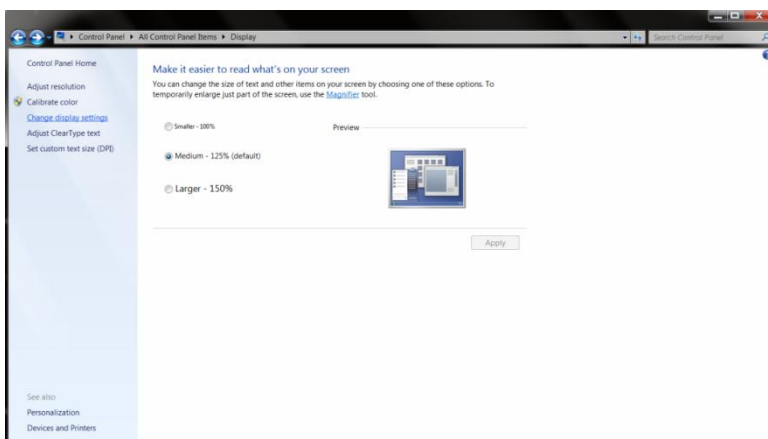 Control Panel ▸ All Control Panel Items ▸ Display
Search Control Panel
Control Panel Home
Adjust resolution
Calibrate color
Change display settings
Adjust ClearType text
Set custom text size (DPI)
Make it easier to read what's on your screen
You can change the size of text and other items on your screen by choosing one of these options. To
temporarily enlarge just part of the screen, use the Magnifier tool.
Smaller - 100%
Preview
Medium - 125% (default)
Larger - 150%
Apply
See also
Personalization
Devices and Printers